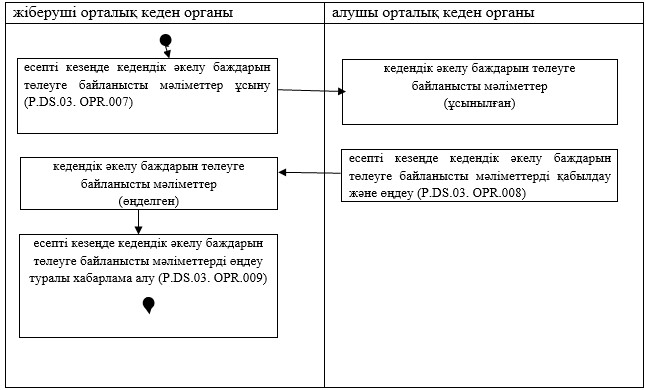 жіберуші орталық кеден органы
алушы орталық кеден органы
есепті кезеңде кедендік әкелу баждарын
төлеуге байланысты мәліметтер ұсыну
(P.DS.03. OPR.007)
кедендік әкелу баждарын төлеуге
байланысты мәліметтер
(ұсынылған)
есепті кезеңде кедендік әкелу баждарын
төлеуге байланысты мәліметтерді қабылдау
және өңдеу (P.DS.03. OPR.008)
кедендік әкелу баждарын төлеуге
байланысты мәліметтер
(өңделген)
есепті кезеңде кедендік әкелу баждарын
төлеуге байланысты мәліметтерді өңдеу
туралы хабарлама алу (P.DS.03. OPR.009)